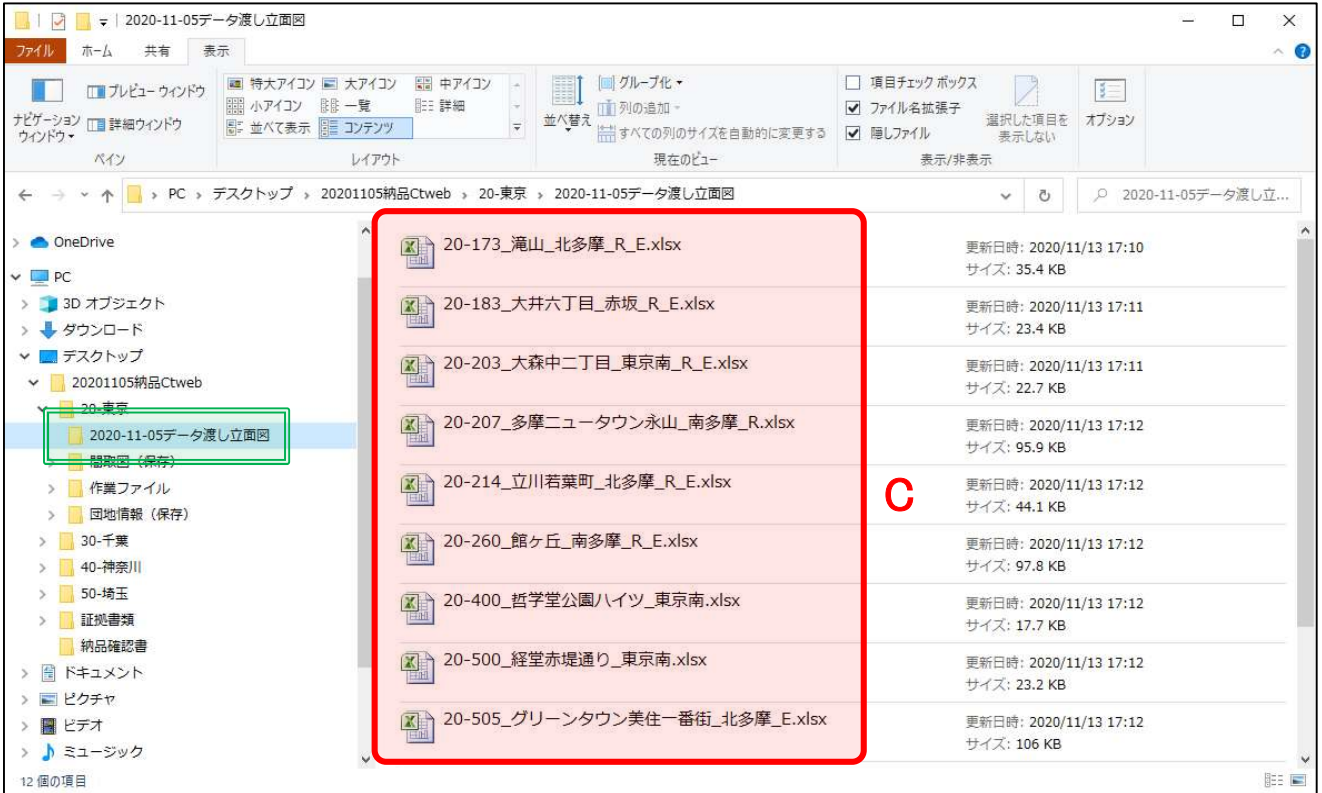 2020-11-05データ渡し立面図
ファイル ホーム 共有 表示
ナビゲーション ウィンドウ
プレビュー ウィンドウ
詳細ウィンドウ
ペイン
特大アイコン 大アイコン 中アイコン
小アイコン 一覧 詳細
並べて表示 コンテンツ
レイアウト
並べ替え
グループ化
列の追加
すべての列のサイズを自動的に変更する
現在のビュー
項目チェック ボックス
ファイル名拡張子
隠しファイル
選択した項目を
表示しない
表示/非表示
オプション
PC › デスクトップ › 20201105納品Ctweb › 20-東京 › 2020-11-05データ渡し立面図
2020-11-05データ渡し立...
OneDrive
PC
3D オブジェクト
ダウンロード
デスクトップ
20201105納品Ctweb
20-東京
2020-11-05データ渡し立面図
間取図（保存）
作業ファイル
団地情報（保存）
30-千葉
40-神奈川
50-埼玉
証拠書類
納品確認書
ドキュメント
ピクチャ
ビデオ
ミュージック
20-173_滝山_北多摩_R_E.xlsx
更新日時: 2020/11/13 17:10
サイズ: 35.4 KB
20-183_大井六丁目_赤坂_R_E.xlsx
更新日時: 2020/11/13 17:11
サイズ: 23.4 KB
20-203_大森中二丁目_東京南_R_E.xlsx
更新日時: 2020/11/13 17:11
サイズ: 22.7 KB
20-207_多摩ニュータウン永山_南多摩_R.xlsx
更新日時: 2020/11/13 17:12
サイズ: 95.9 KB
20-214_立川若葉町_北多摩_R_E.xlsx
更新日時: 2020/11/13 17:12
サイズ: 44.1 KB
C
20-260_館ヶ丘_南多摩_R_E.xlsx
更新日時: 2020/11/13 17:12
サイズ: 97.8 KB
20-400_哲学堂公園ハイツ_東京南.xlsx
更新日時: 2020/11/13 17:12
サイズ: 17.7 KB
20-500_経堂赤堤通り_東京南.xlsx
更新日時: 2020/11/13 17:12
サイズ: 23.2 KB
20-505_グリーンタウン美住一番街_北多摩_E.xlsx
更新日時: 2020/11/13 17:12
サイズ: 106 KB
12 個の項目